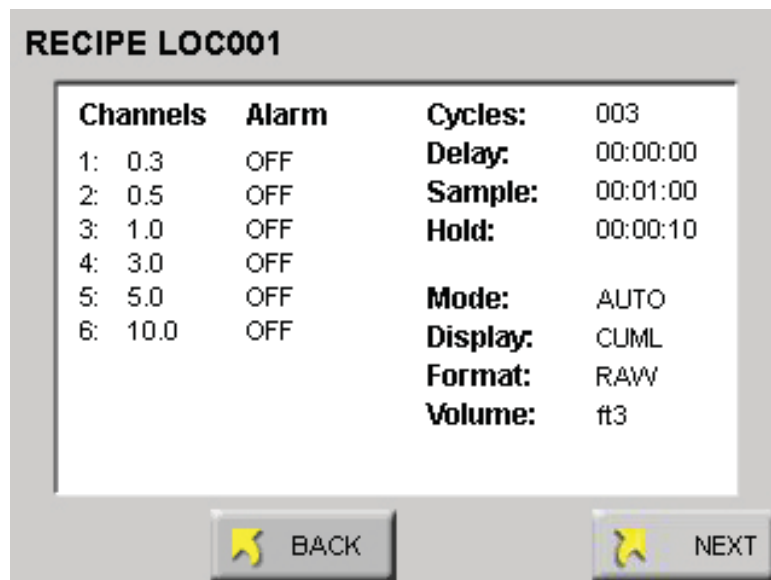 RECIPE LOC001
Channels Alarm
1: 0.3 OFF
2: 0.5 OFF
3: 1.0 OFF
4: 3.0 OFF
5: 5.0 OFF
6: 10.0 OFF
Cycles: 003
Delay: 00:00:00
Sample: 00:01:00
Hold: 00:00:10
Mode: AUTO
Display: CUML
Format: RAW
Volume: ft3
BACK
NEXT